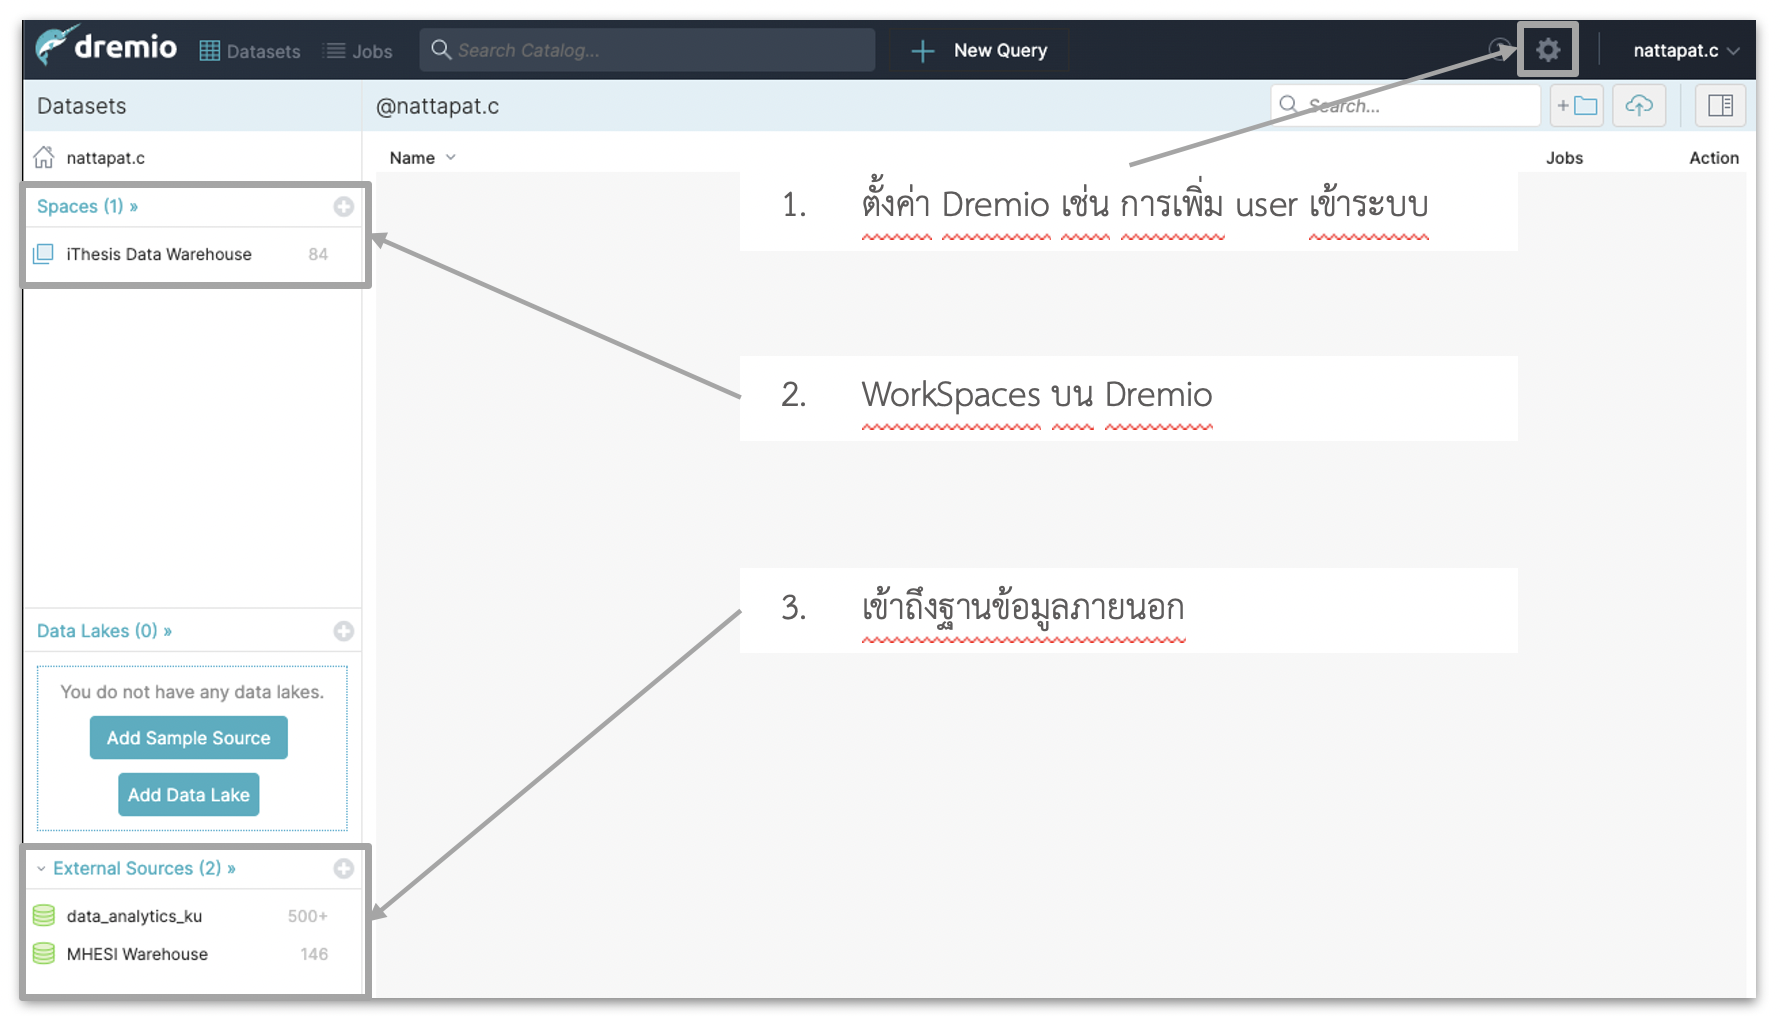 dremio Datasets Jobs Search Catalog... New Query nattapat.c
Datasets
@nattapat.c
Search...
nattapat.c
Name
Jobs
Action
Spaces (1) »
iThesis Data Warehouse 84
1. ตั้งค่า Dremio เช่น การเพิ่ม user เข้าระบบ
2. WorkSpaces บน Dremio
3. เข้าถึงฐานข้อมูลภายนอก
Data Lakes (0) »
You do not have any data lakes.
Add Sample Source
Add Data Lake
External Sources (2) »
data_analytics_ku 500+
MHESI Warehouse 146